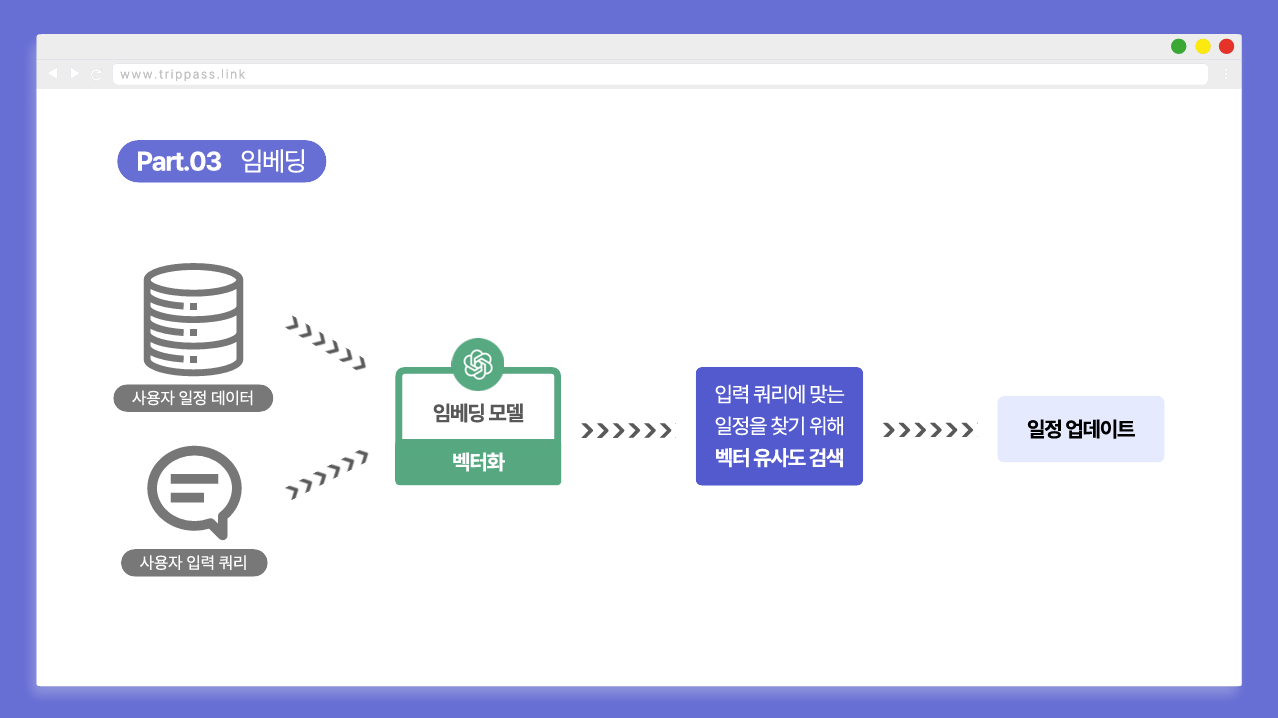 www.trippass.link
Part.03 임베딩
사용자 일정 데이터
사용자 입력 쿼리
임베딩 모델
벡터화
입력 쿼리에 맞는
일정을 찾기 위해
벡터 유사도 검색
일정 업데이트